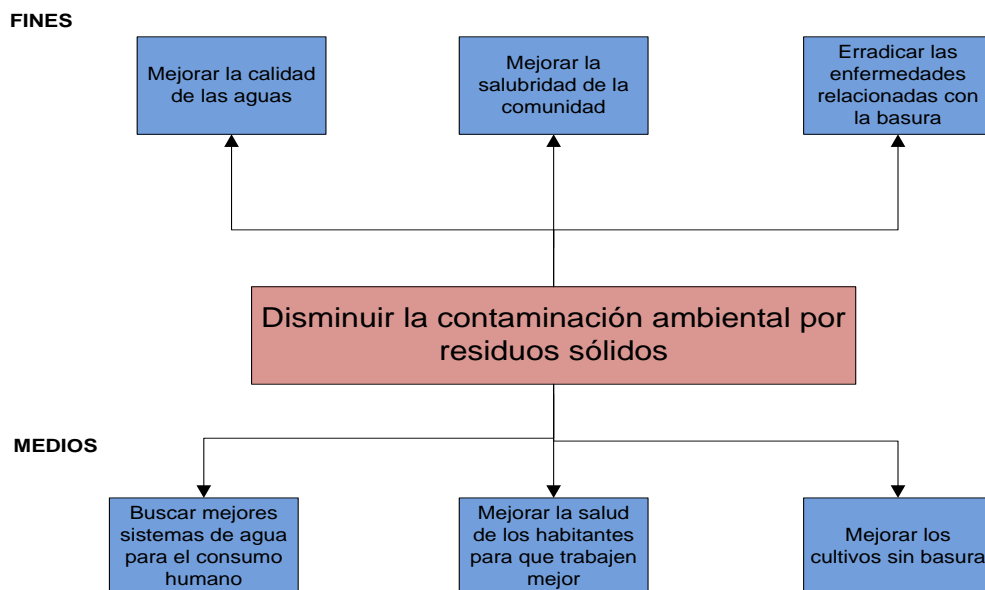 FINES
Mejorar la calidad
de las aguas
Mejorar la
salubridad de la
comunidad
Erradicar las
enfermedades
relacionadas con
la basura
Disminuir la contaminación ambiental por
residuos sólidos
MEDIOS
Buscar mejores
sistemas de agua
para el consumo
humano
Mejorar la salud
de los habitantes
para que trabajen
mejor
Mejorar los
cultivos sin basura